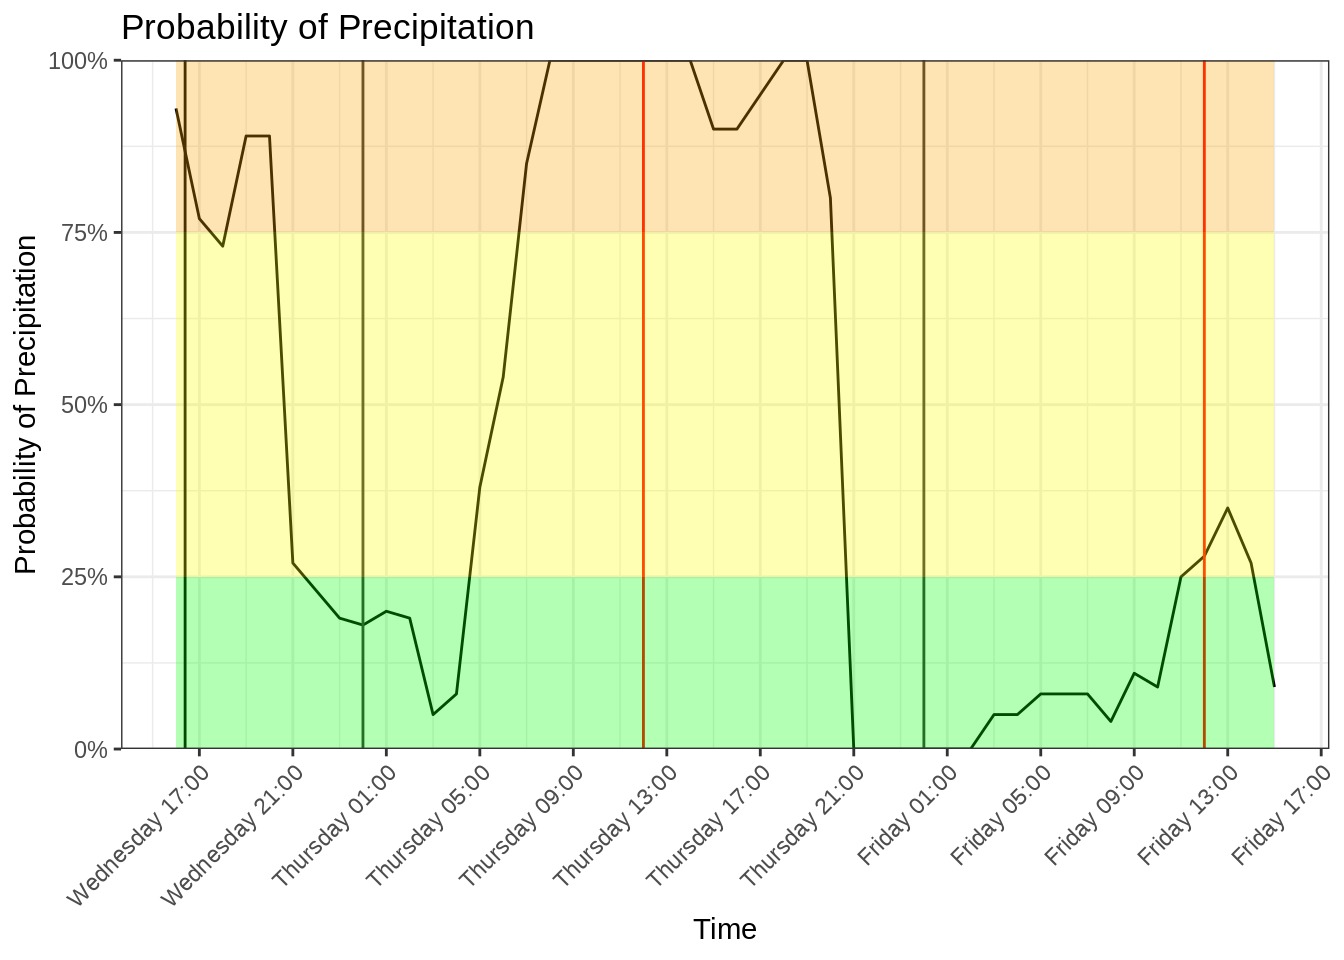 Probability of Precipitation
Probability of Precipitation
100%
75%
50%
25%
0%
Wednesday 17:00
Wednesday 21:00
Thursday 01:00
Thursday 05:00
Thursday 09:00
Thursday 13:00
Thursday 17:00
Thursday 21:00
Friday 01:00
Friday 05:00
Friday 09:00
Friday 13:00
Friday 17:00
Time